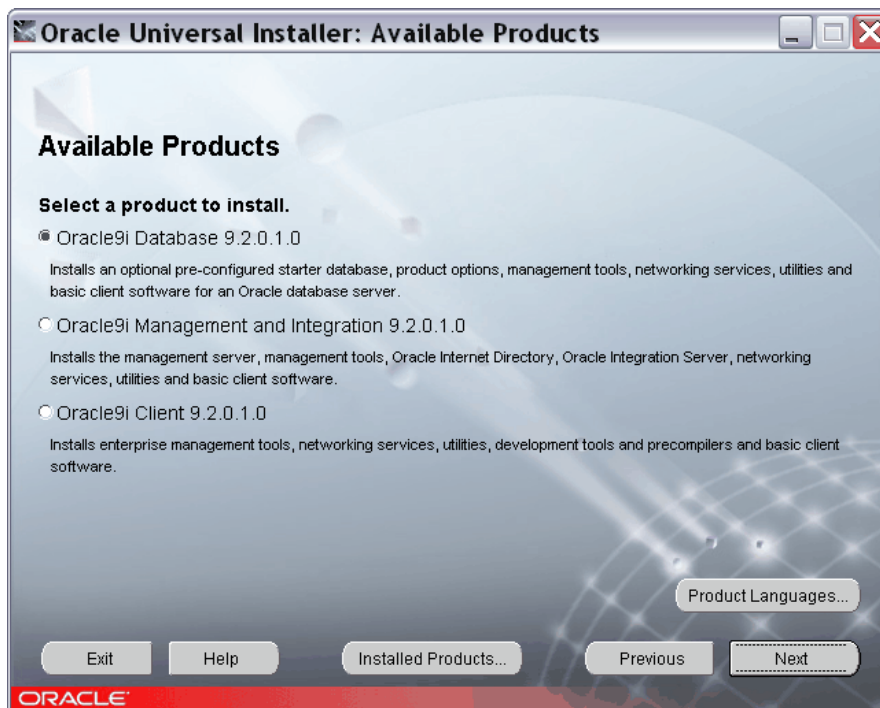 Oracle Universal Installer: Available Products
Available Products
Select a product to install.
Oracle9i Database 9.2.0.1.0
Installs an optional pre-configured starter database, product options, management tools, networking services, utilities and
basic client software for an Oracle database server.
Oracle9i Management and Integration 9.2.0.1.0
Installs the management server, management tools, Oracle Internet Directory, Oracle Integration Server, networking
services, utilities and basic client software.
Oracle9i Client 9.2.0.1.0
Installs enterprise management tools, networking services, utilities, development tools and precompilers and basic client
software.
Product Languages...
Exit Help Installed Products... Previous Next
ORACLE